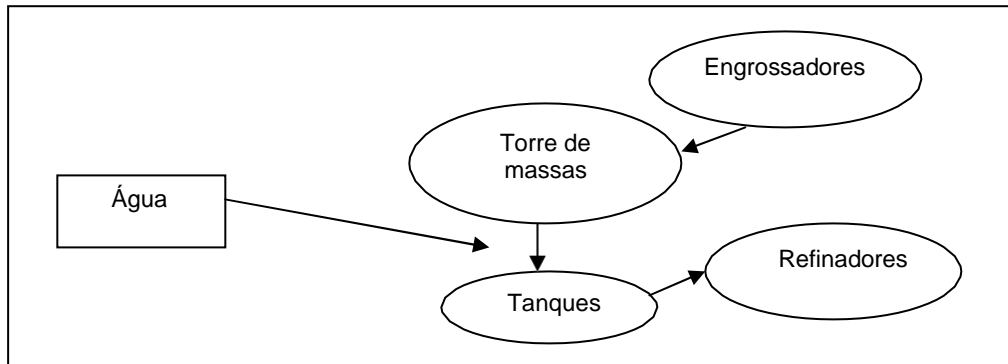 Engrossadores
Torre de
massas
Água
Refinadores
Tanques